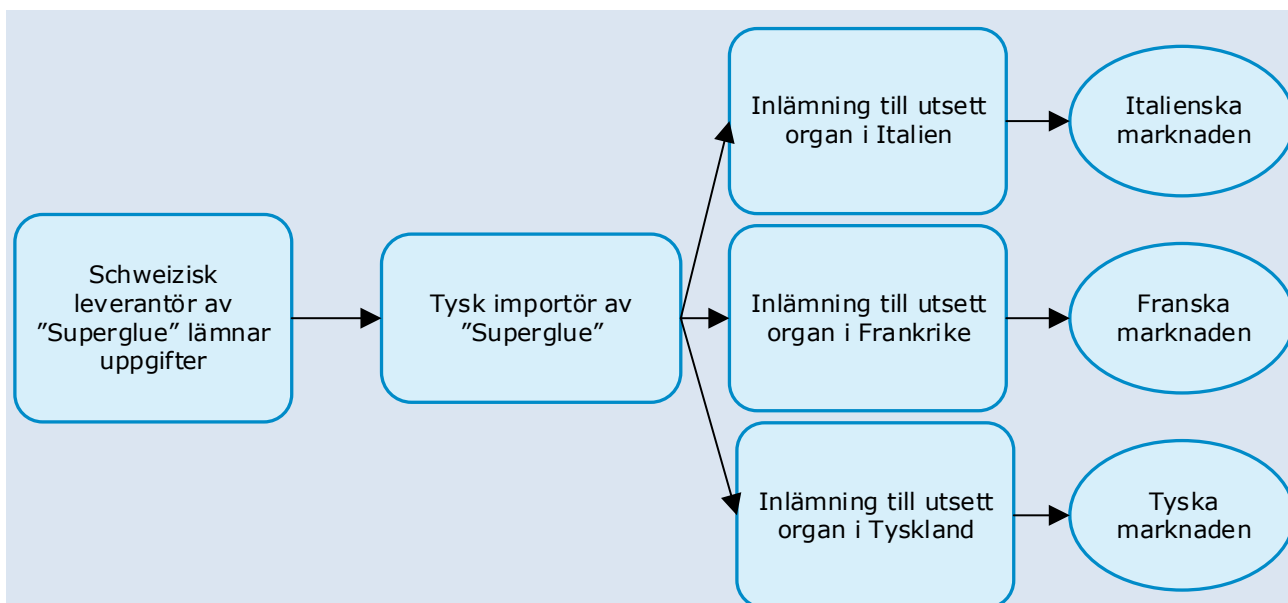 Schweizisk
leverantör av
”Superglue” lämnar
uppgifter
Tysk importör av
”Superglue”
Inlämning till utsett
organ i Italien
Italienska
marknaden
Inlämning till utsett
organ i Frankrike
Franska
marknaden
Inlämning till utsett
organ i Tyskland
Tyska
marknaden